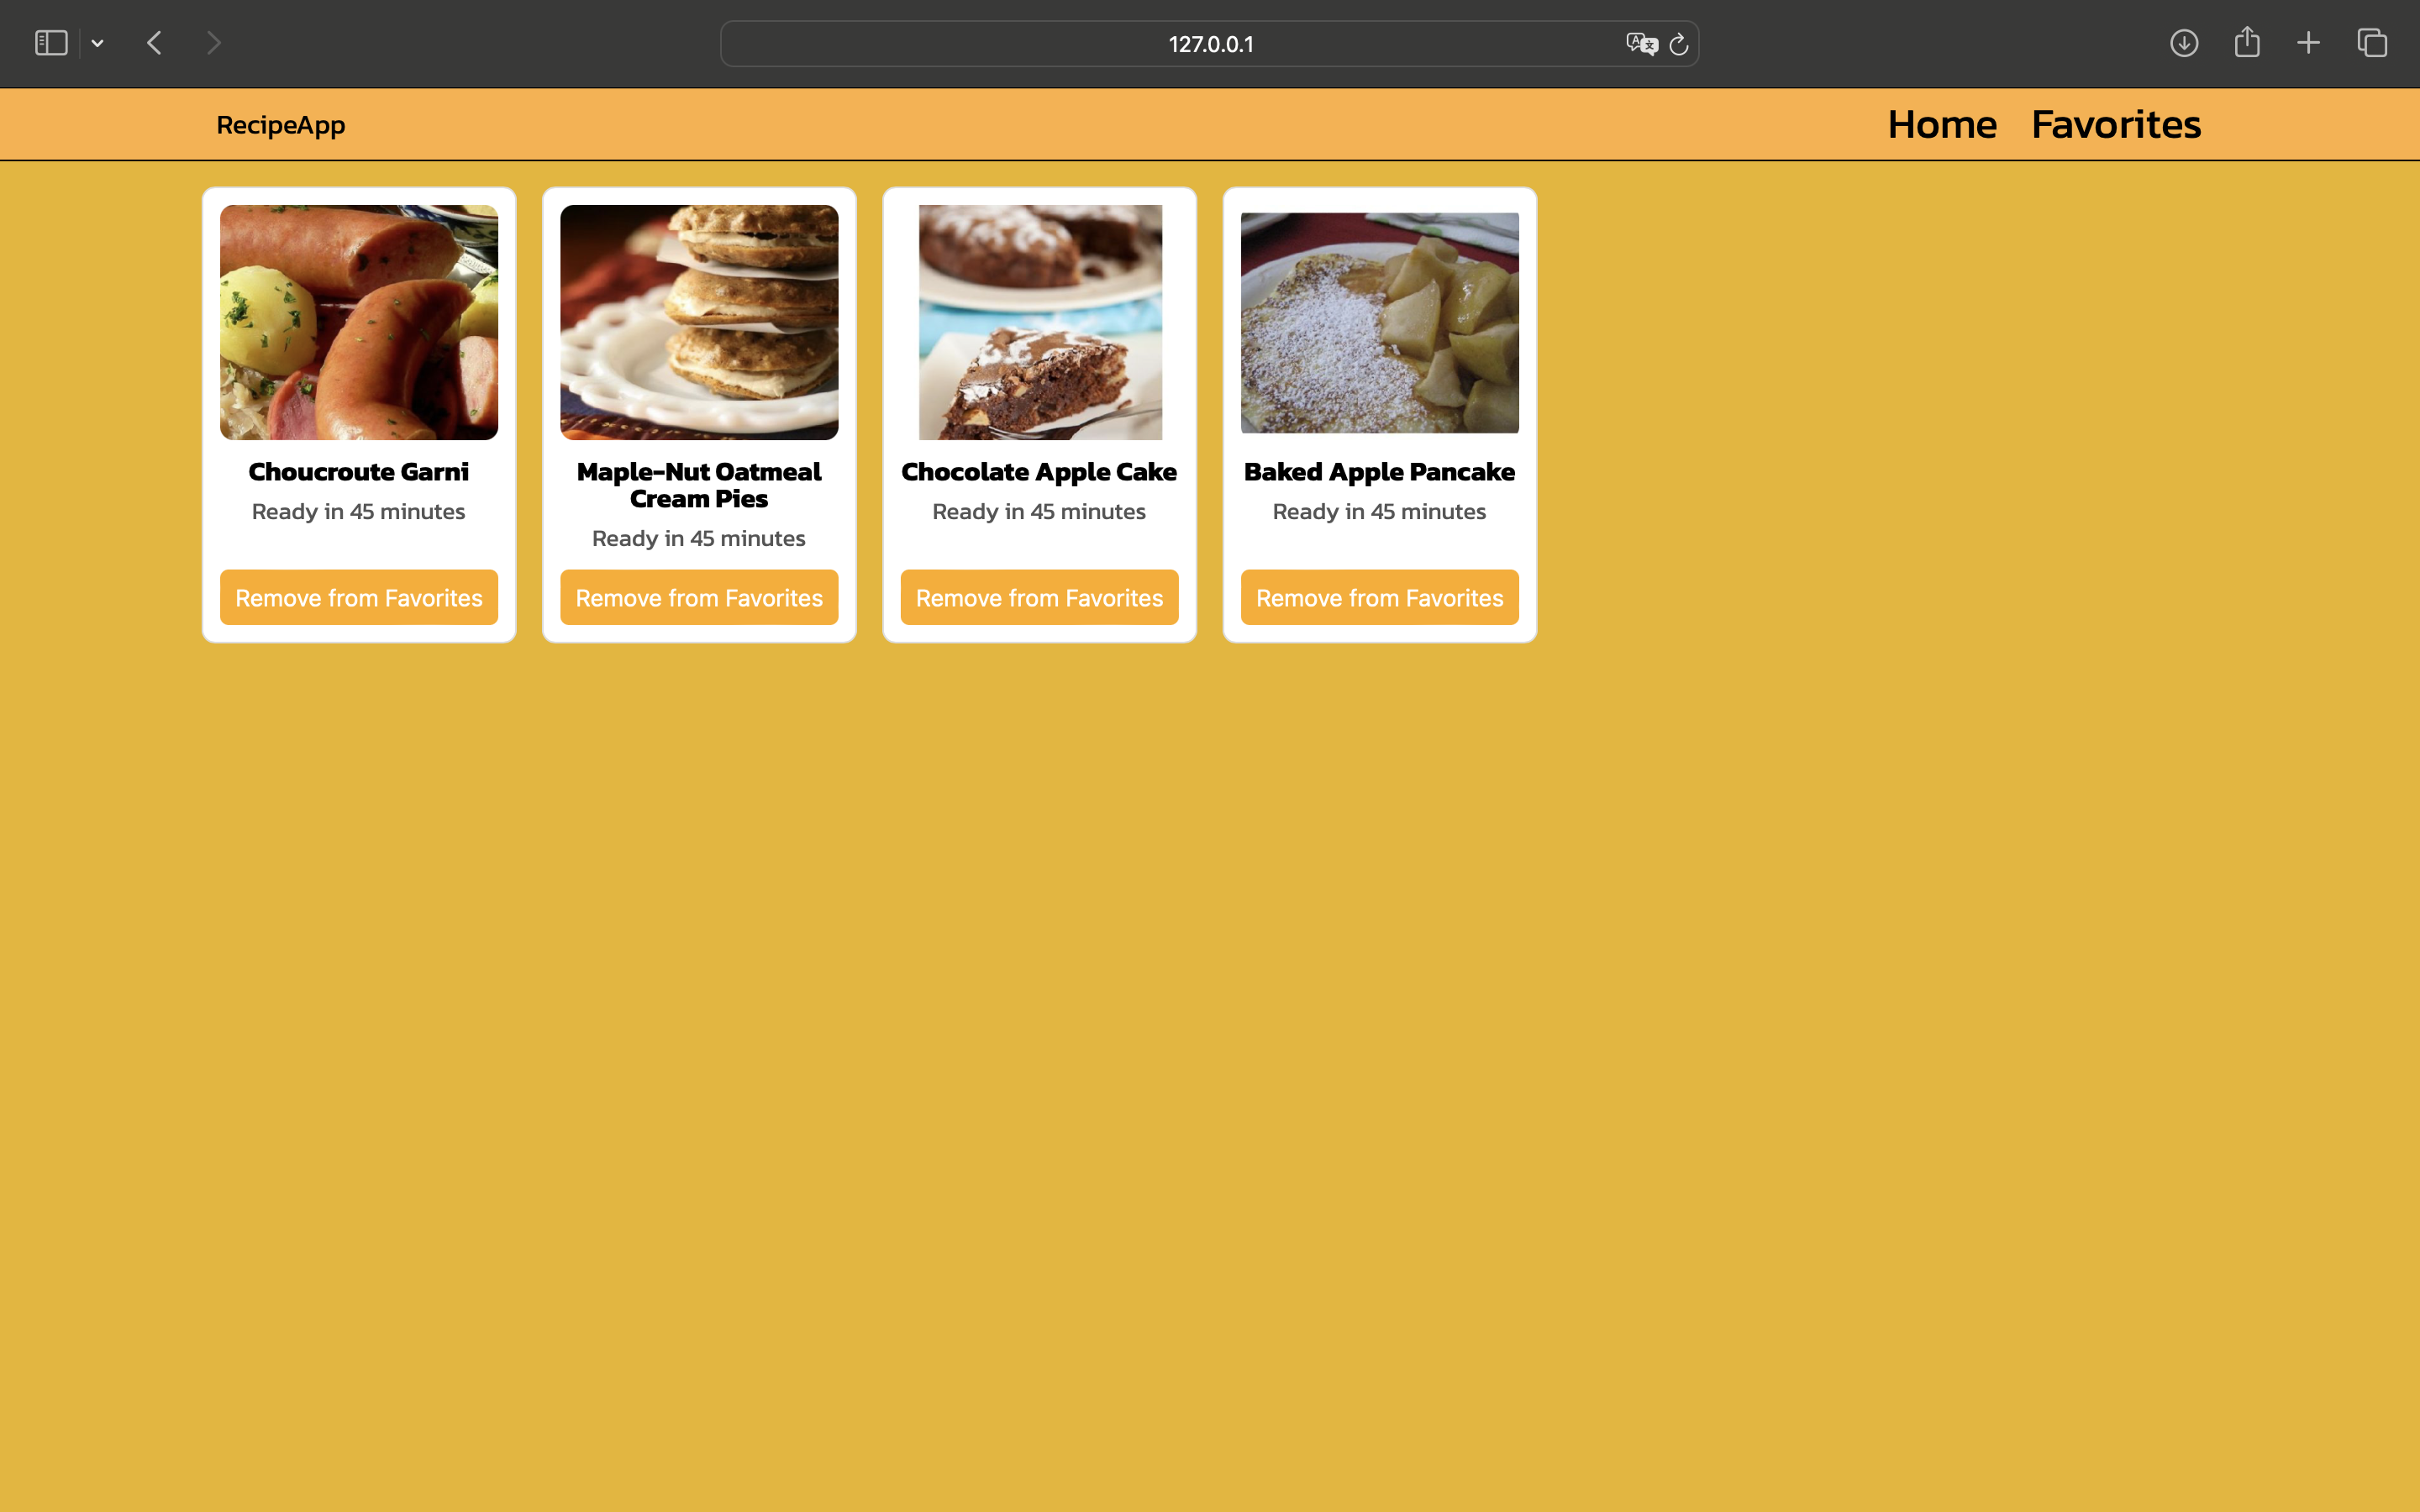 127.0.0.1
RecipeApp
Home
Favorites
Choucroute Garni
Ready in 45 minutes
Remove from Favorites
Maple-Nut Oatmeal
Cream Pies
Ready in 45 minutes
Remove from Favorites
Chocolate Apple Cake
Ready in 45 minutes
Remove from Favorites
Baked Apple Pancake
Ready in 45 minutes
Remove from Favorites